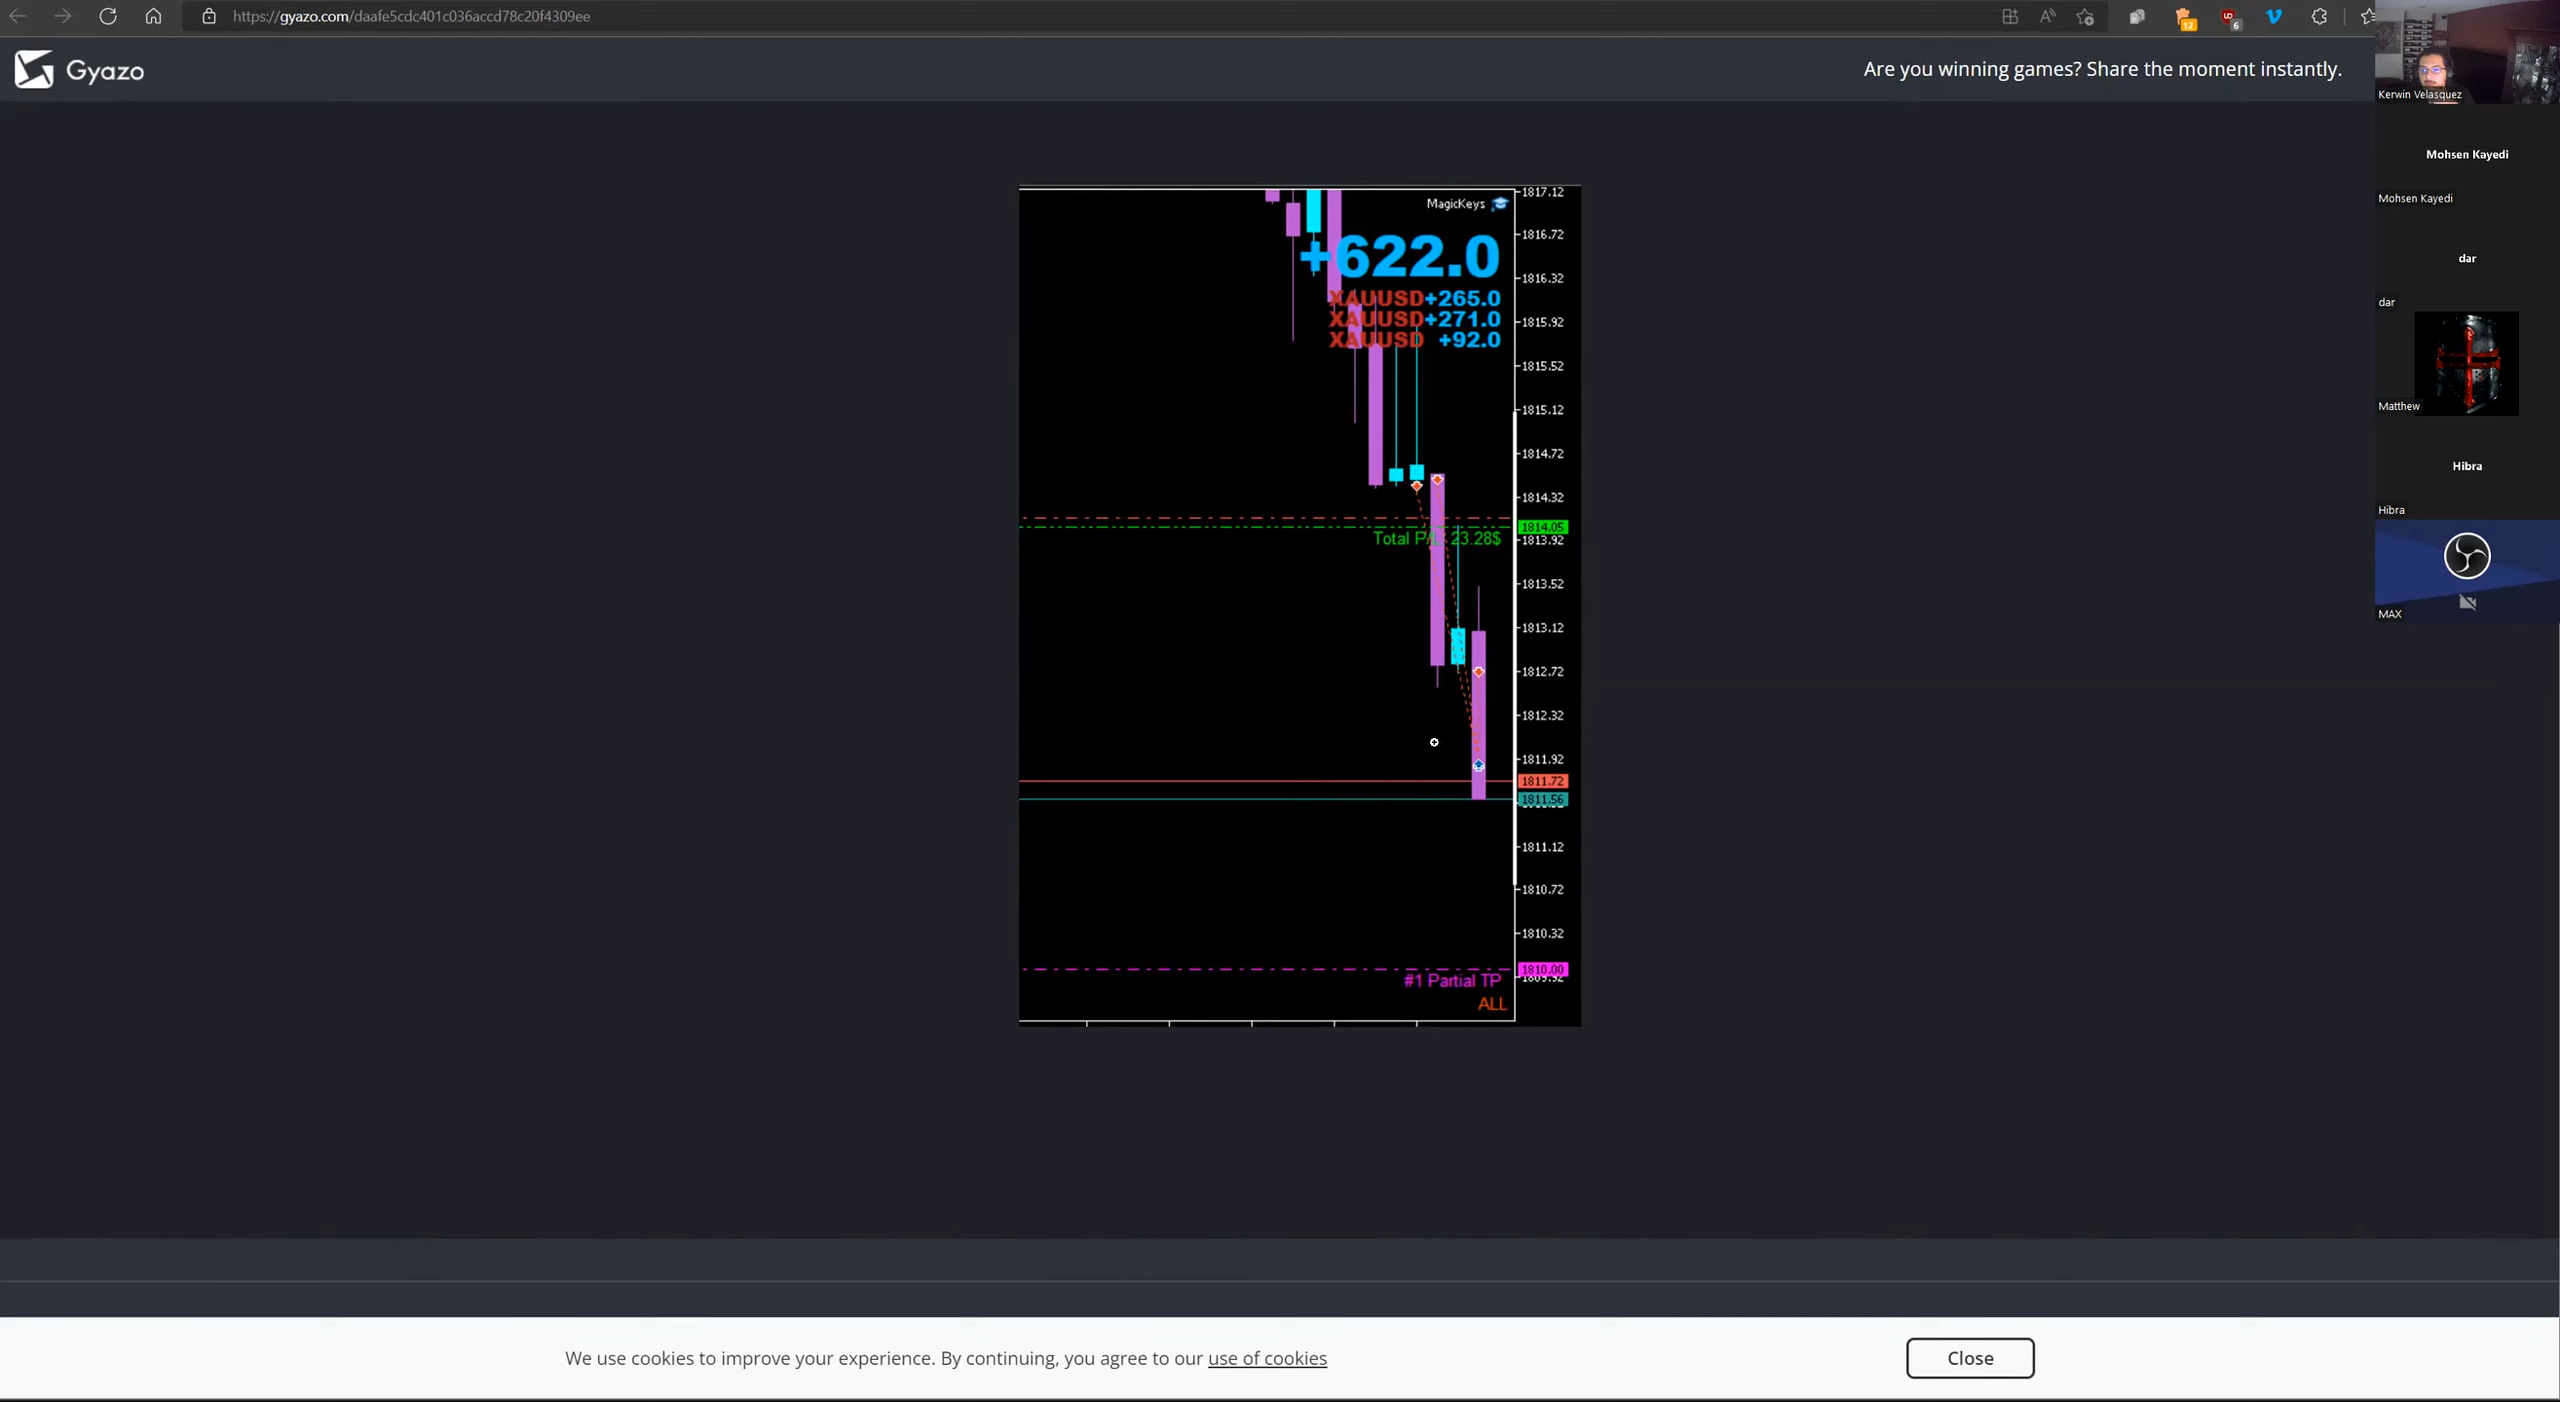 https://gyazo.com/daafe5cdc401c036accd78c20f4309ee
12
6
Gyazo
Are you winning games? Share the moment instantly.
Kerwin Velasquez
Mohsen Kayedi
Mohsen Kayedi
dar
dar
Matthew
Hibra
Hibra
MAX
MagicKeys
+622.0
XAUUSD+265.0
XAUUSD+271.0
XAUUSD +92.0
1817.12
1816.72
1816.32
1815.92
1815.52
1815.12
1814.72
1814.32
1814.05
Total P/L: 23.28$
1813.92
1813.52
1813.12
1812.72
1812.32
1811.92
1811.72
1811.56
1811.12
1810.72
1810.32
1810.00
#1 Partial TP
1809.92
ALL
We use cookies to improve your experience. By continuing, you agree to our use of cookies
Close